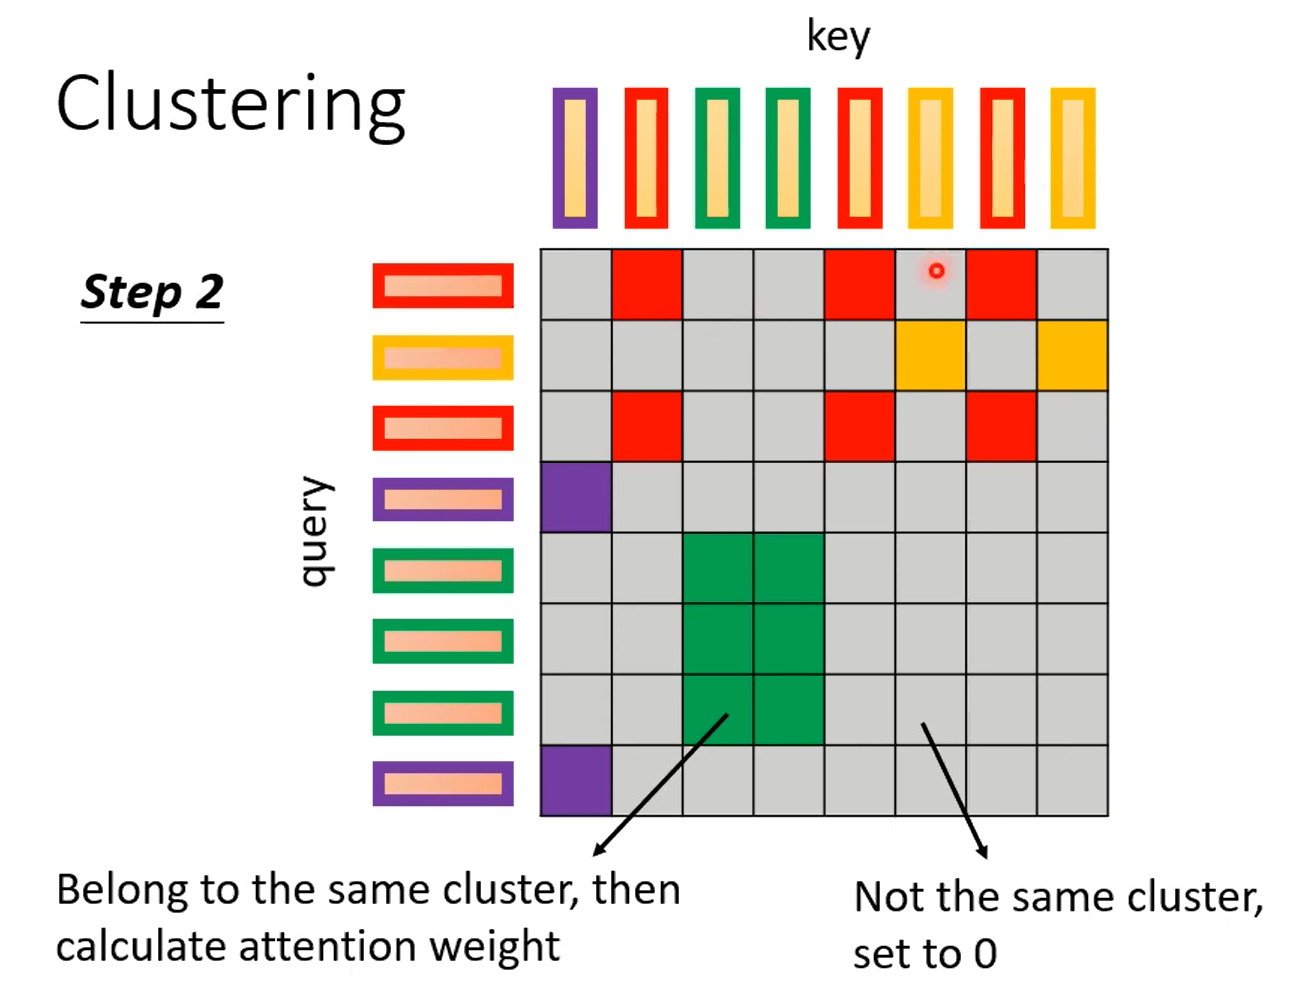 key
Clustering
Step 2
query
Belong to the same cluster, then
calculate attention weight
Not the same cluster,
set to 0